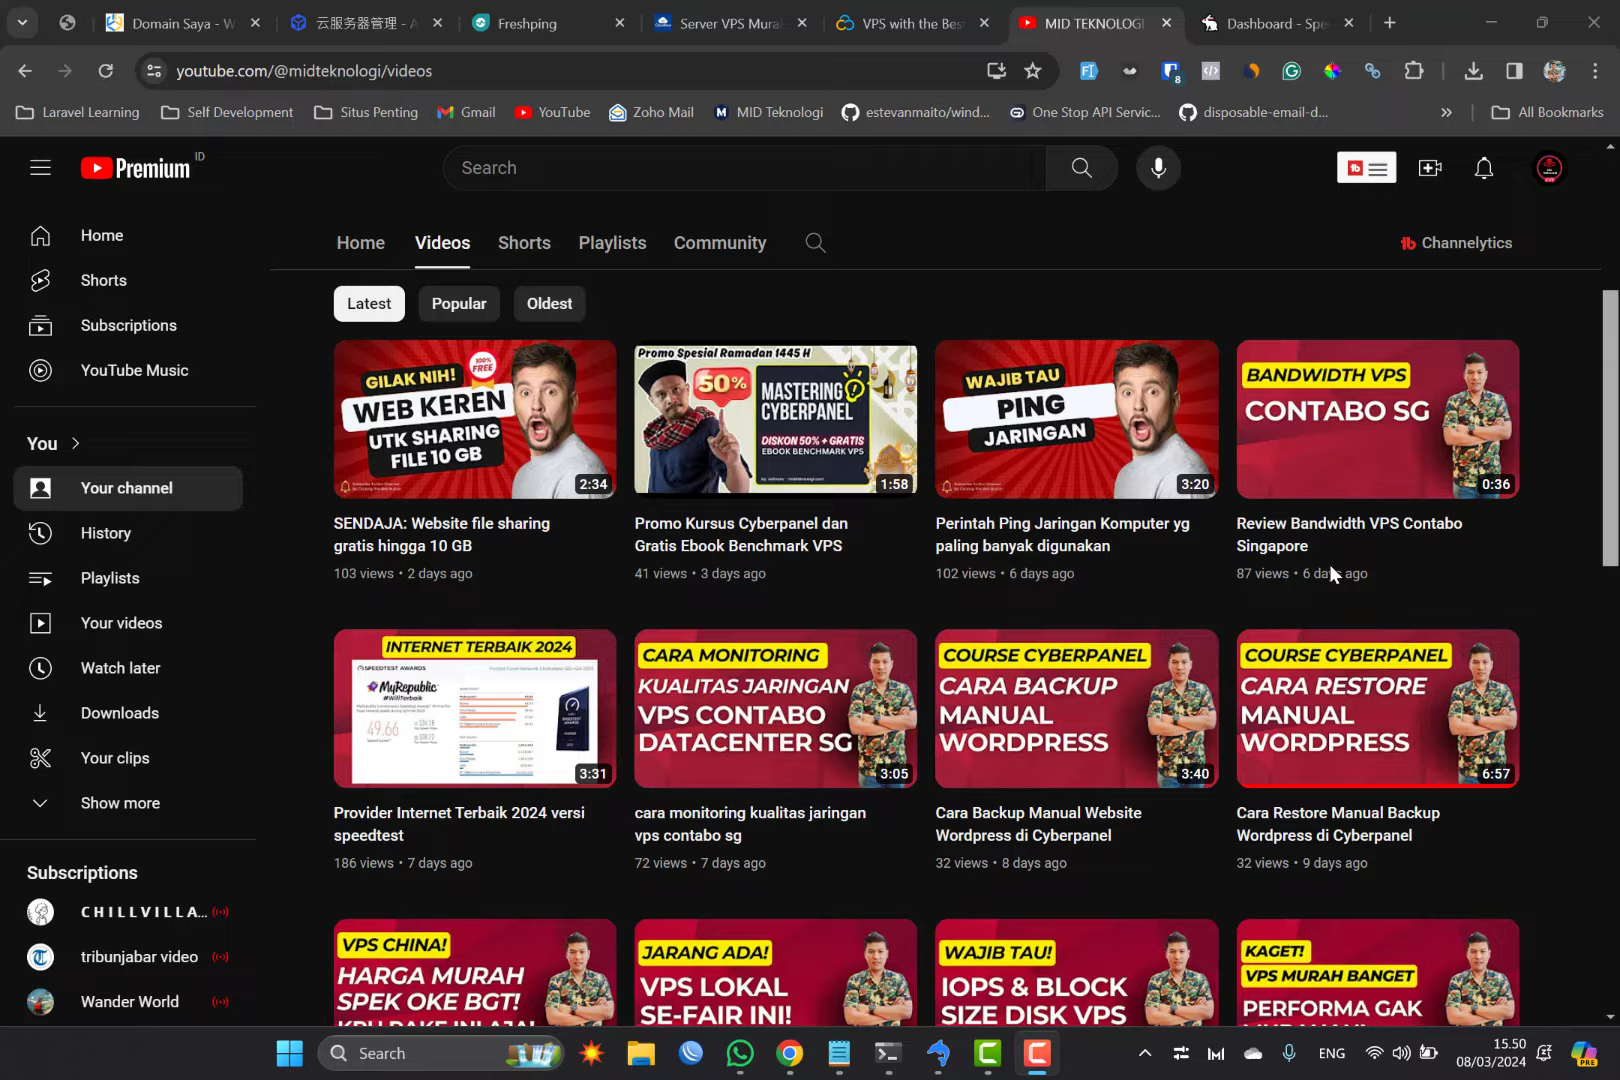 Domain Saya - W
云服务器管理 - A
Freshping
Server VPS Mura
VPS with the Bes
MID TEKNOLOGI
Dashboard - Spe
youtube.com/@midteknologi/videos
8
Laravel Learning
Self Development
Situs Penting
Gmail
YouTube
Zoho Mail
MID Teknologi
estevanmaito/wind...
One Stop API Servic...
disposable-email-d...
All Bookmarks
Premium ID
Search
Home
Shorts
Subscriptions
YouTube Music
You
Your channel
History
Playlists
Your videos
Watch later
Downloads
Your clips
Show more
Subscriptions
CHILLVILLA...
tribunjabar video
Wander World
Home
Videos
Shorts
Playlists
Community
Channelytics
Latest
Popular
Oldest
GILAK NIH!
100%
FREE
WEB KEREN
UTK SHARING
FILE 10 GB
2:34
SENDAJA: Website file sharing
gratis hingga 10 GB
103 views • 2 days ago
Promo Spesial Ramadan 1445 H
50%
MASTERING
CYBERPANEL
DISKON 50% + GRATIS
EBOOK BENCHMARK VPS
1:58
Promo Kursus Cyberpanel dan
Gratis Ebook Benchmark VPS
41 views • 3 days ago
WAJIB TAU
PING
JARINGAN
3:20
Perintah Ping Jaringan Komputer yg
paling banyak digunakan
102 views • 6 days ago
BANDWIDTH VPS
CONTABO SG
0:36
Review Bandwidth VPS Contabo
Singapore
87 views • 6 days ago
INTERNET TERBAIK 2024
SPEEDTEST AWARDS
MyRepublic
#WifiTerbaik
49.66
3:31
Provider Internet Terbaik 2024 versi
speedtest
186 views • 7 days ago
CARA MONITORING
KUALITAS JARINGAN
VPS CONTABO
DATACENTER SG
3:05
cara monitoring kualitas jaringan
vps contabo sg
72 views • 7 days ago
COURSE CYBERPANEL
CARA BACKUP
MANUAL
WORDPRESS
3:40
Cara Backup Manual Website
Wordpress di Cyberpanel
32 views • 8 days ago
COURSE CYBERPANEL
CARA RESTORE
MANUAL
WORDPRESS
6:57
Cara Restore Manual Backup
Wordpress di Cyberpanel
32 views • 9 days ago
VPS CHINA!
HARGA MURAH
SPEK OKE BGT!
JARANG ADA!
VPS LOKAL
SE-FAIR INI!
WAJIB TAU!
IOPS & BLOCK
SIZE DISK VPS
KAGET!
VPS MURAH BANGET
PERFORMA GAK
Search
ENG
15.50
08/03/2024
PRE